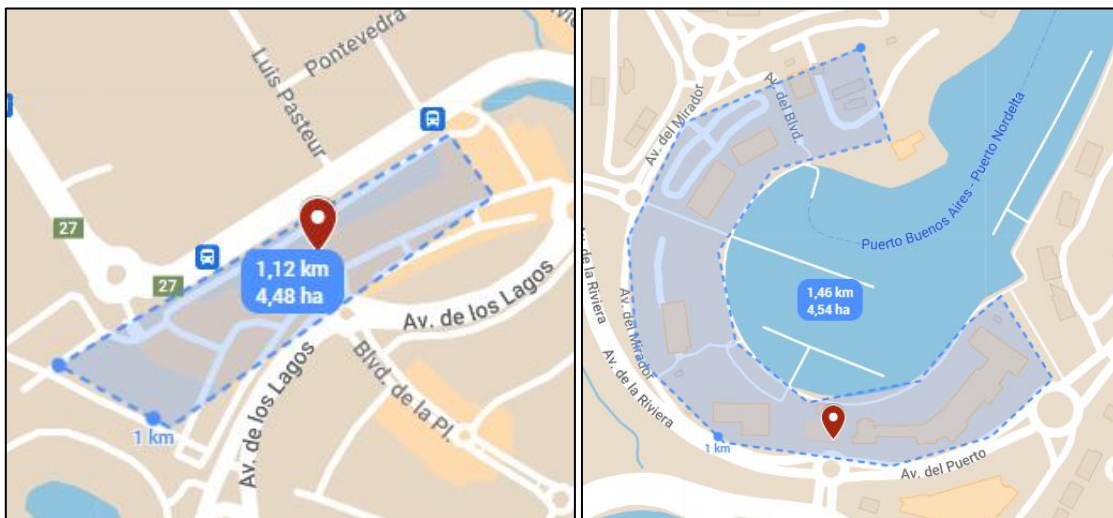 Pontevedra
Luis Pasteur
27
27
1,12 km
4,48 ha
Av. de los Lagos
Av. de los Lagos
Blvd. de la Pl.
1 km
Av. del Mirador
Av. del Blvd.
Puerto Buenos Aires - Puerto Nordelta
1,46 km
4,54 ha
Av. de la Riviera
Av. del Mirador
Av. de la Riviera
1 km
Av. del Puerto